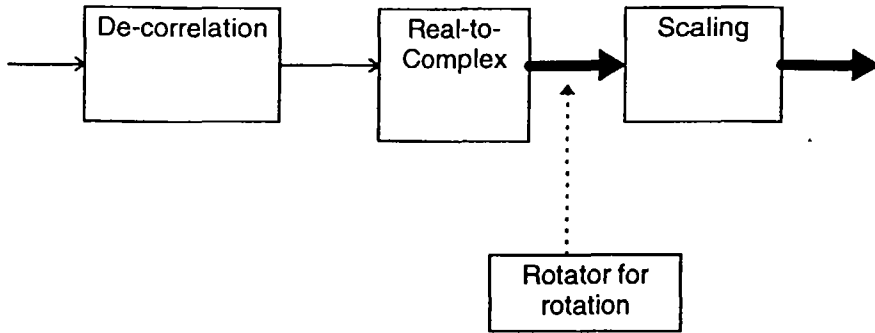 De-correlation
Real-to-
Complex
Scaling
Rotator for
rotation